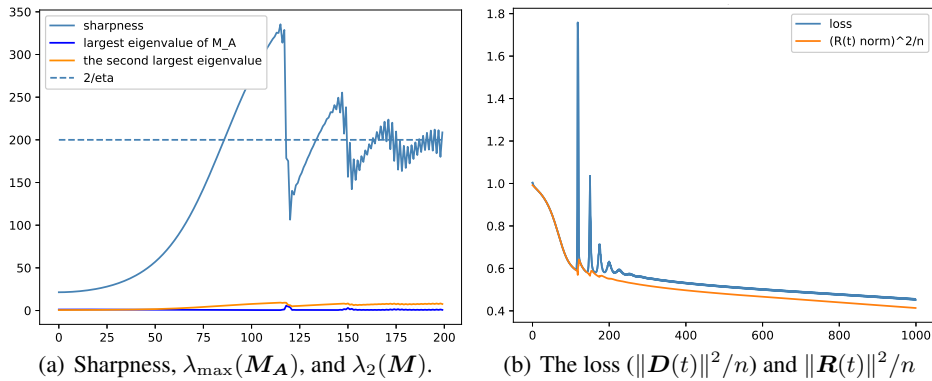 350
300
250
200
150
100
50
0
sharpness
largest eigenvalue of M_A
the second largest eigenvalue
2/eta
0 25 50 75 100 125 150 175 200
(a) Sharpness, λmax(M_A), and λ2(M).
1.8
1.6
1.4
1.2
1.0
0.8
0.6
0.4
loss
(R(t) norm)^2/n
0 200 400 600 800 1000
(b) The loss (‖D(t)‖²/n) and ‖R(t)‖²/n